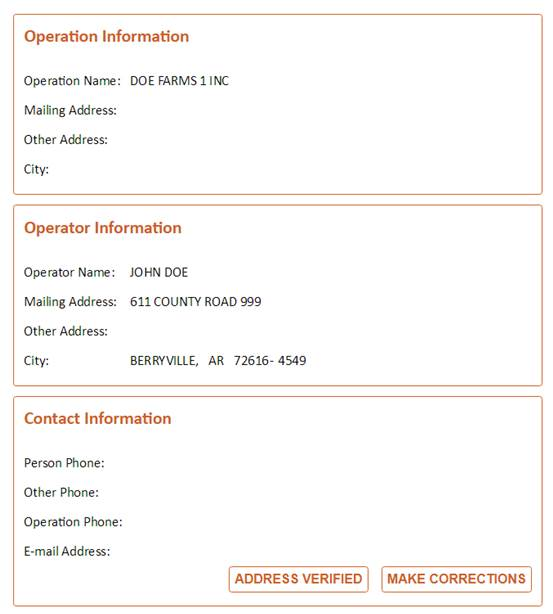 Operation Information
Operation Name: DOE FARMS 1 INC
Mailing Address:
Other Address:
City:
Operator Information
Operator Name: JOHN DOE
Mailing Address: 611 COUNTY ROAD 999
Other Address:
City: BERRYVILLE, AR 72616- 4549
Contact Information
Person Phone:
Other Phone:
Operation Phone:
E-mail Address:
ADDRESS VERIFIED MAKE CORRECTIONS